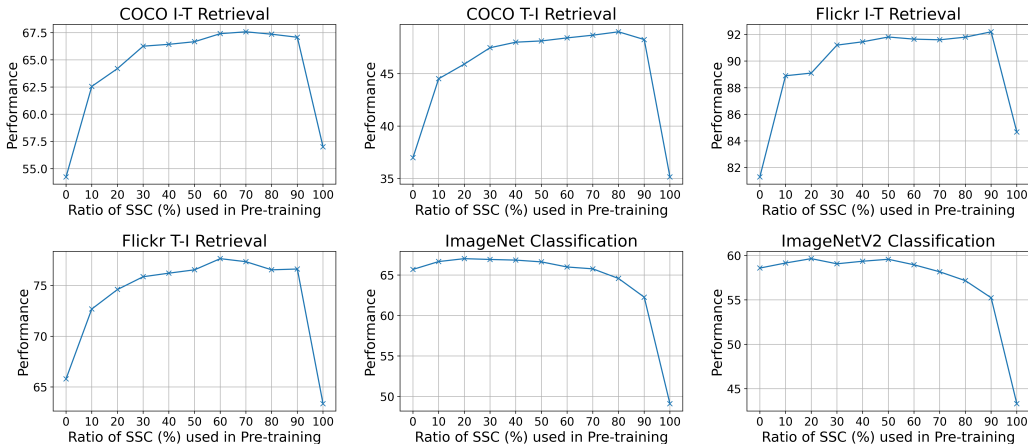 COCO I-T Retrieval
Performance
67.5
65.0
62.5
60.0
57.5
55.0
0 10 20 30 40 50 60 70 80 90 100
Ratio of SSC (%) used in Pre-training
COCO T-I Retrieval
Performance
45
40
35
0 10 20 30 40 50 60 70 80 90 100
Ratio of SSC (%) used in Pre-training
Flickr I-T Retrieval
Performance
92
90
88
86
84
82
0 10 20 30 40 50 60 70 80 90 100
Ratio of SSC (%) used in Pre-training
Flickr T-I Retrieval
Performance
75
70
65
0 10 20 30 40 50 60 70 80 90 100
Ratio of SSC (%) used in Pre-training
ImageNet Classification
Performance
65
60
55
50
0 10 20 30 40 50 60 70 80 90 100
Ratio of SSC (%) used in Pre-training
ImageNetV2 Classification
Performance
60
55
50
45
0 10 20 30 40 50 60 70 80 90 100
Ratio of SSC (%) used in Pre-training